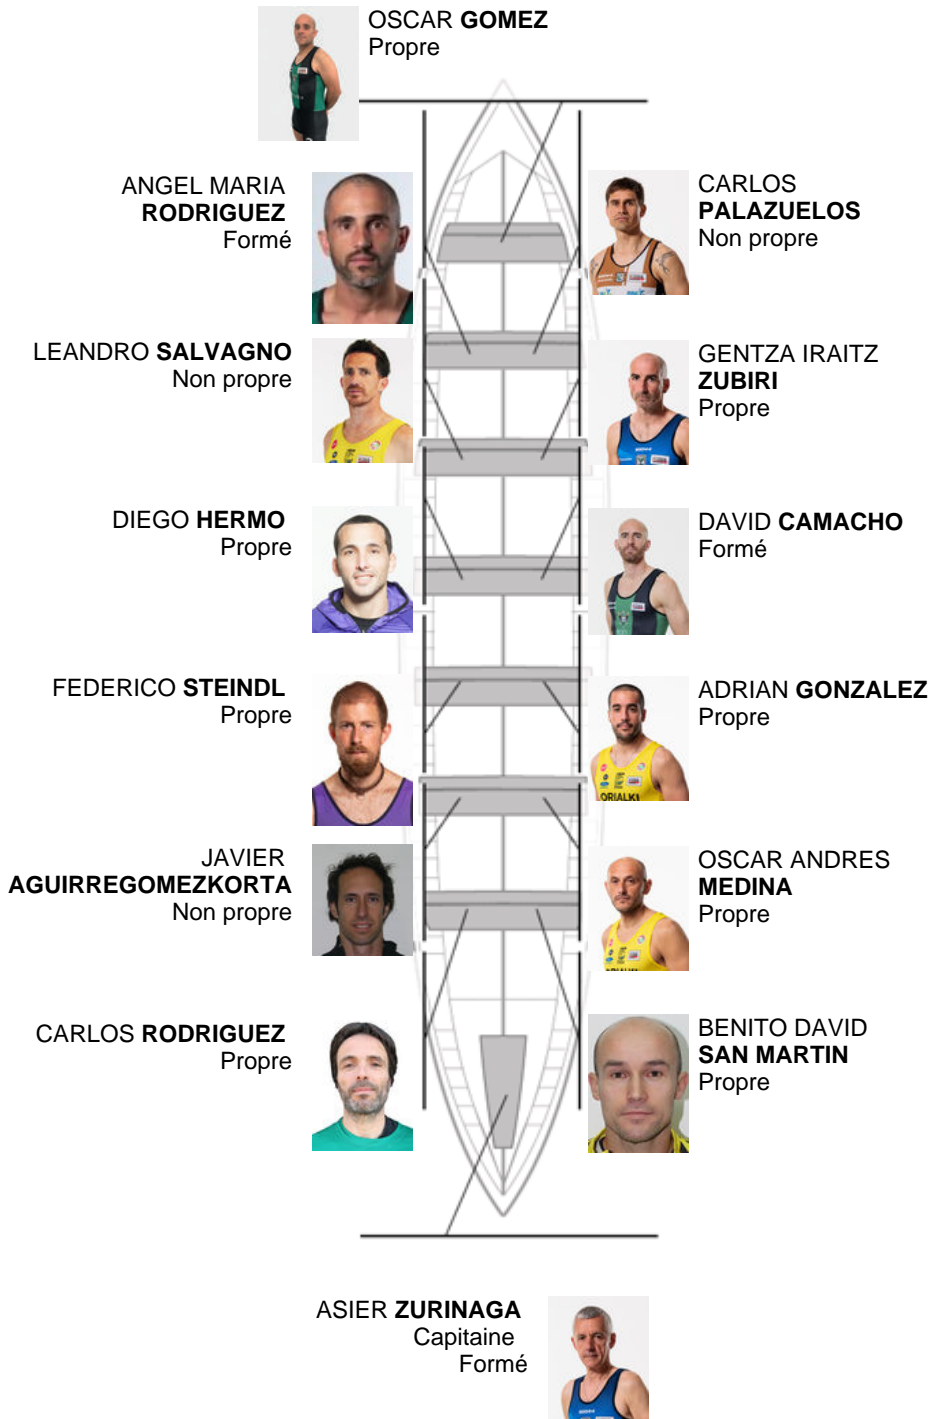 OSCAR GOMEZ
Propre
ANGEL MARIA
RODRIGUEZ
Formé
CARLOS
PALAZUELOS
Non propre
LEANDRO SALVAGNO
Non propre
GENTZA IRAITZ
ZUBIRI
Propre
DIEGO HERMO
Propre
DAVID CAMACHO
Formé
FEDERICO STEINDL
Propre
ADRIAN GONZALEZ
Propre
ORIALKI
JAVIER
AGUIRREGOMEZKORTA
Non propre
OSCAR ANDRES
MEDINA
Propre
CARLOS RODRIGUEZ
Propre
BENITO DAVID
SAN MARTIN
Propre
ASIER ZURINAGA
Capitaine
Formé